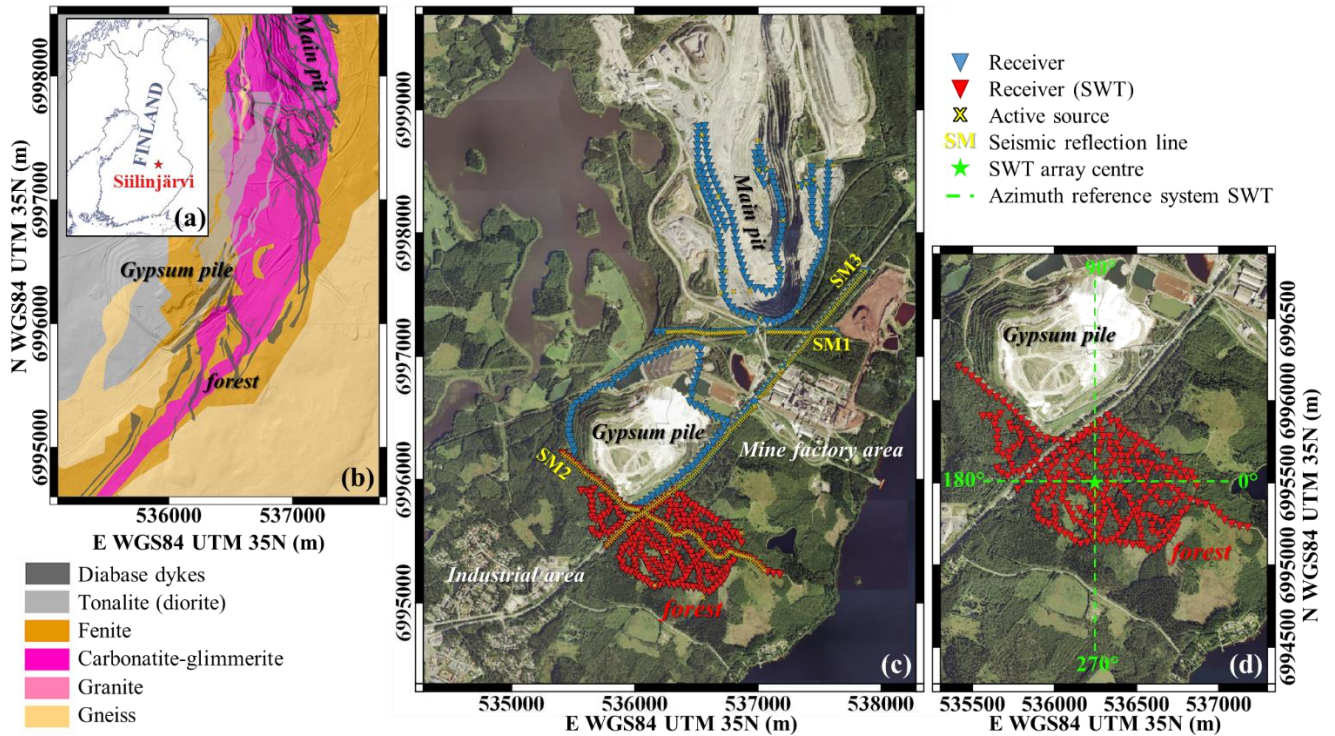 (a)
FINLAND
Siilinjärvi
Main pit
Gypsum pile
forest
(b)
6998000
6997000
6996000
6995000
N WGS84 UTM 35N (m)
536000
537000
E WGS84 UTM 35N (m)
Diabase dykes
Tonalite (diorite)
Fenite
Carbonatite-glimmerite
Granite
Gneiss
6999000
6998000
6997000
6996000
6995000
Main pit
SM3
SM1
Gypsum pile
SM2
Mine factory area
Industrial area
forest
(c)
535000
536000
537000
538000
E WGS84 UTM 35N (m)
Receiver
Receiver (SWT)
Active source
SM Seismic reflection line
SWT array centre
Azimuth reference system SWT
90°
Gypsum pile
180°
0°
forest
270°
(d)
6996500
6996000
6995500
6995000
6994500
N WGS84 UTM 35N (m)
535500
536000
536500
537000
E WGS84 UTM 35N (m)